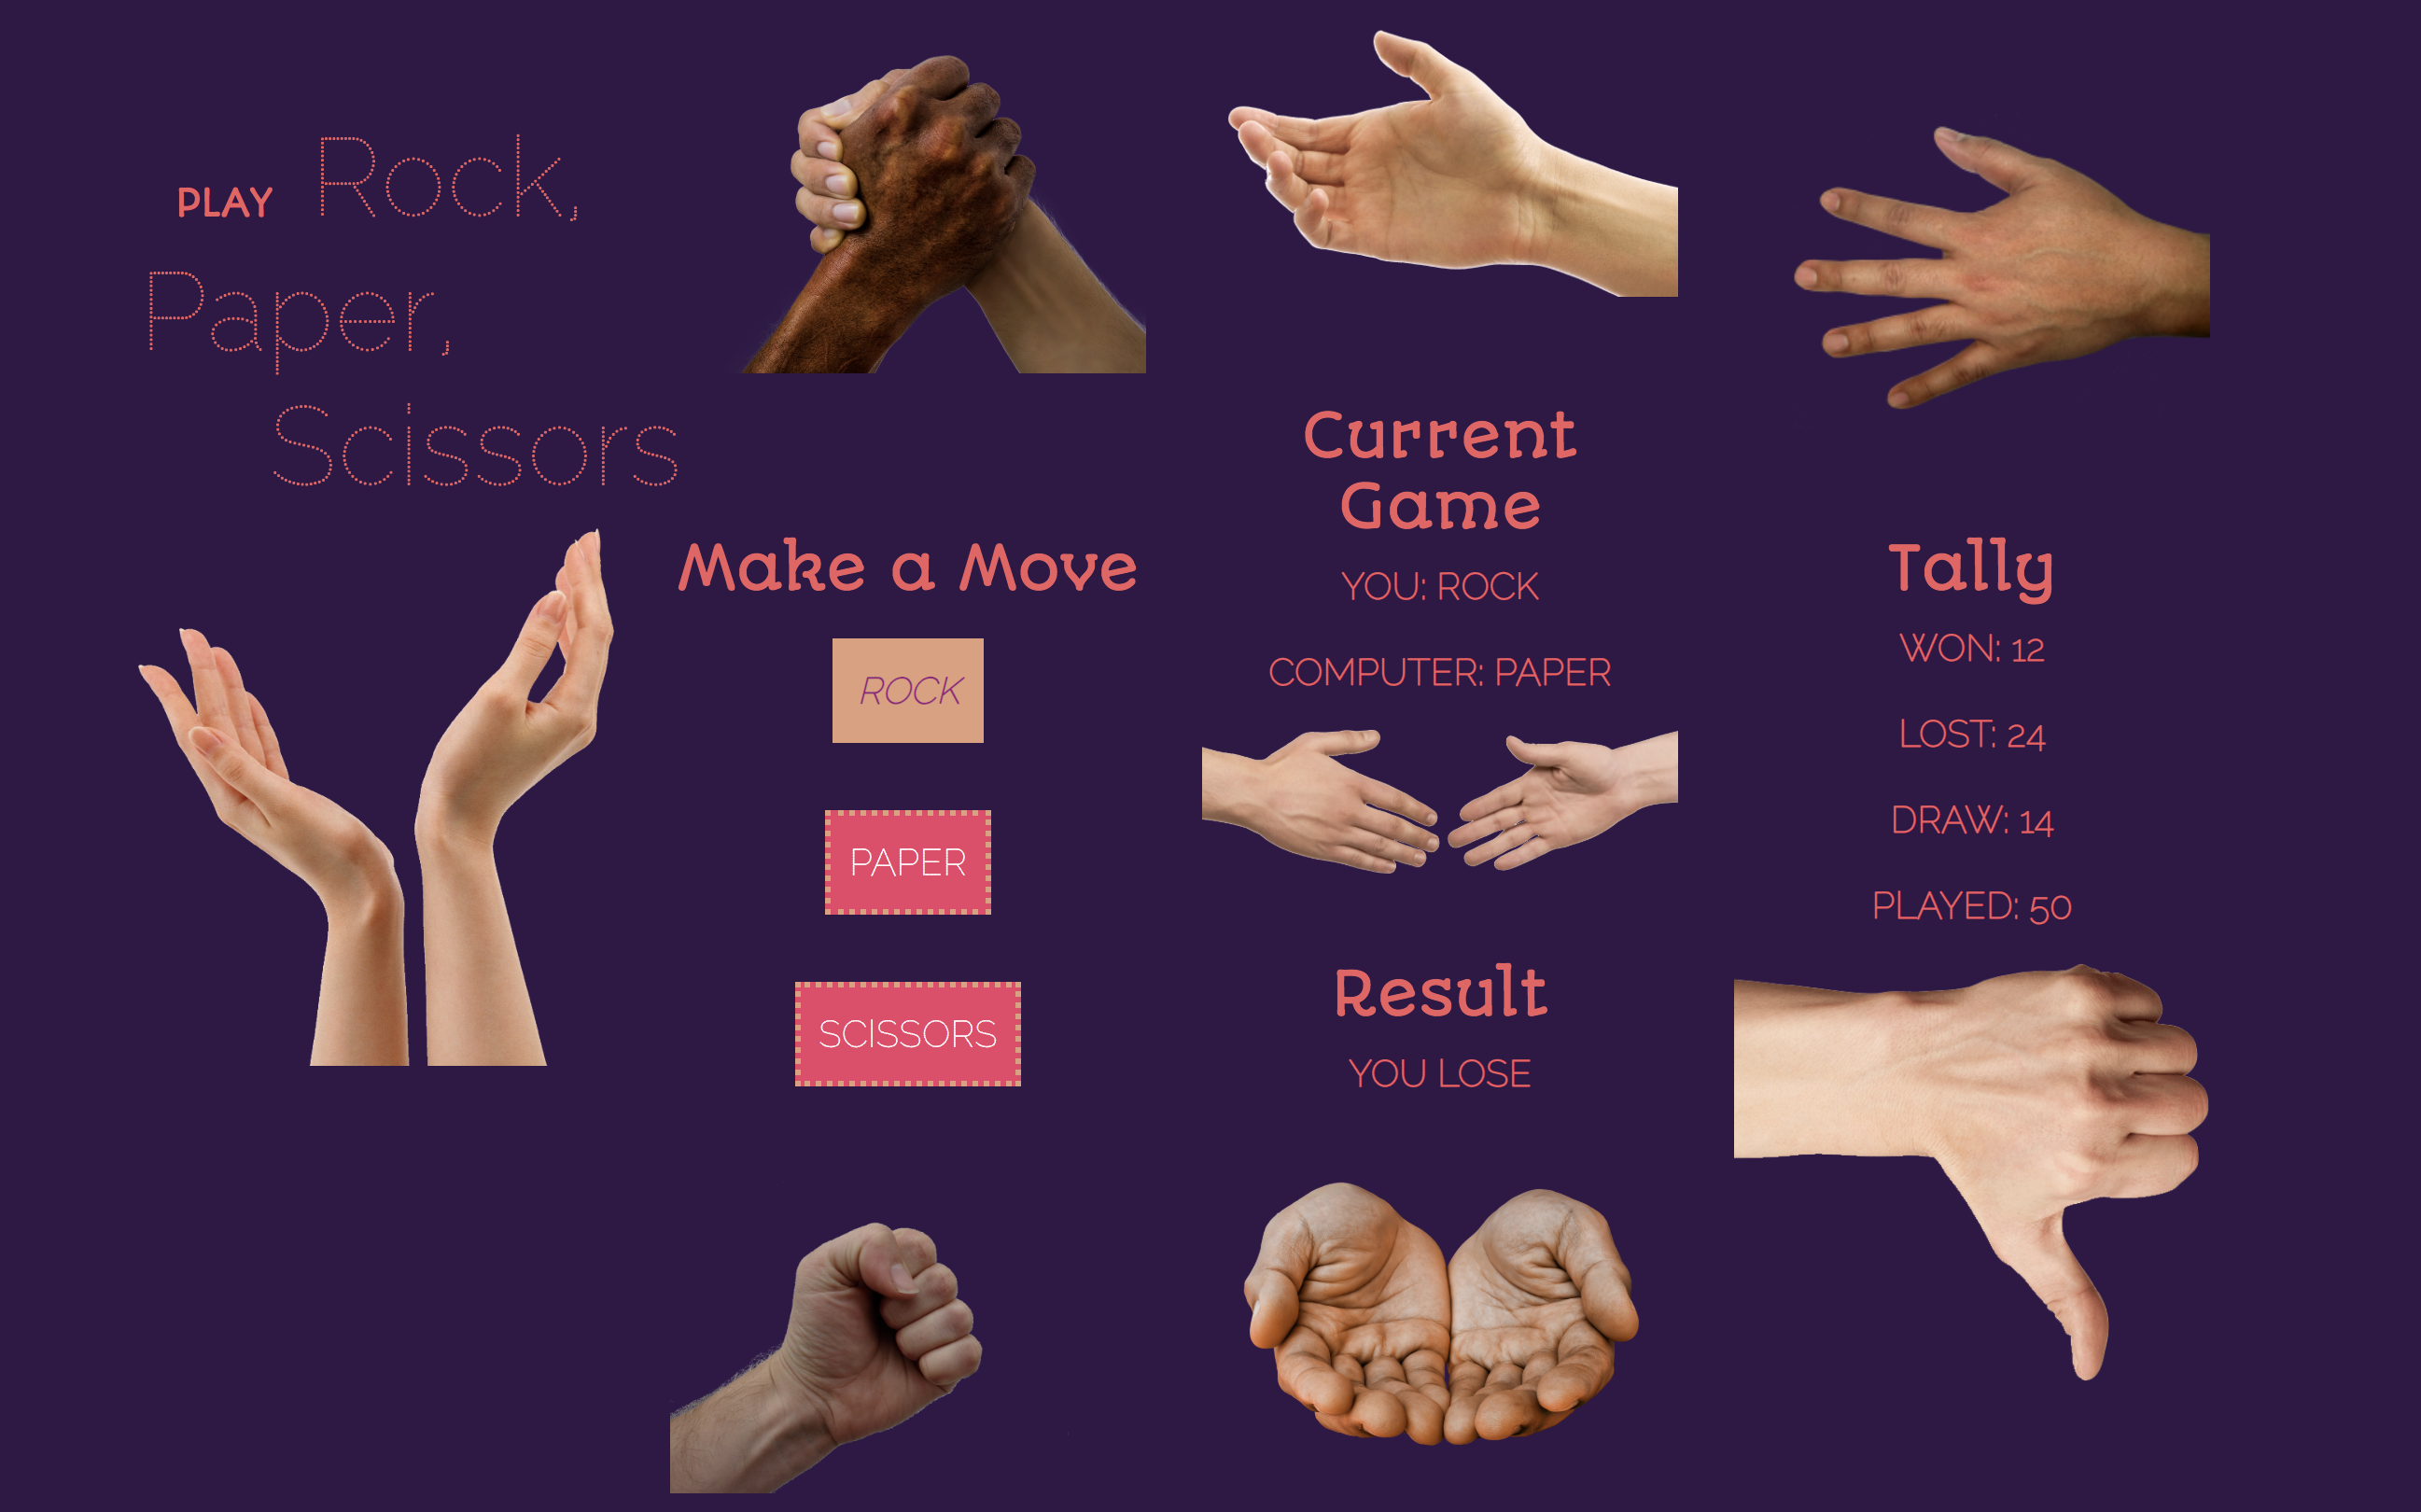 PLAY Rock,
Paper,
Scissors
Make a Move
ROCK
PAPER
SCISSORS
Current
Game
YOU: ROCK
COMPUTER: PAPER
Result
YOU LOSE
Tally
WON: 12
LOST: 24
DRAW: 14
PLAYED: 50